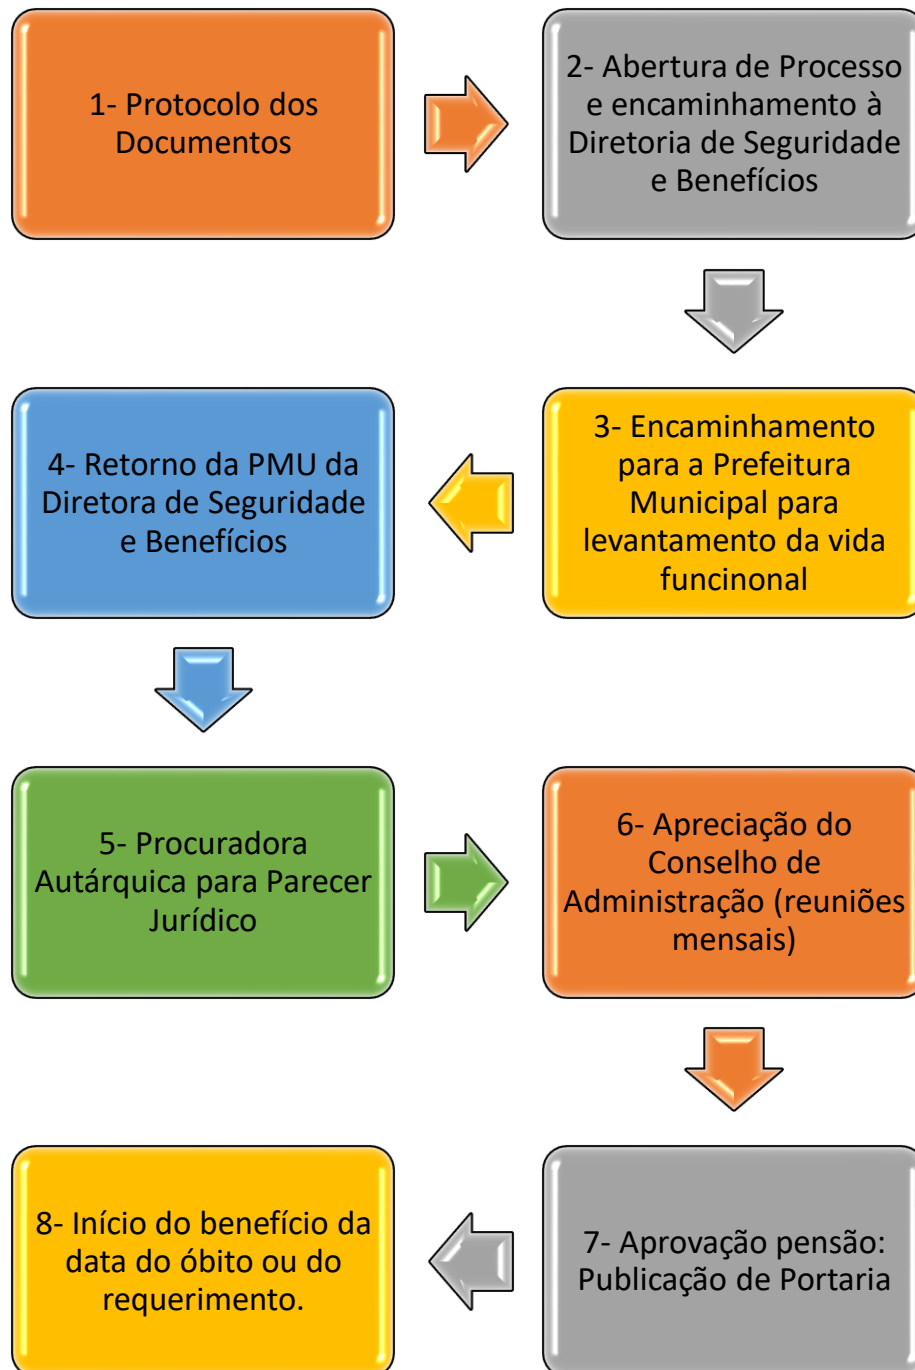 1- Protocolo dos
Documentos
2- Abertura de Processo
e encaminhamento à
Diretoria de Seguridade
e Benefícios
3- Encaminhamento
para a Prefeitura
Municipal para
levantamento da vida
funcinonal
4- Retorno da PMU da
Diretora de Seguridade
e Benefícios
5- Procuradora
Autárquica para Parecer
Jurídico
6- Apreciação do
Conselho de
Administração (reuniões
mensais)
7- Aprovação pensão:
Publicação de Portaria
8- Início do benefício da
data do óbito ou do
requerimento.